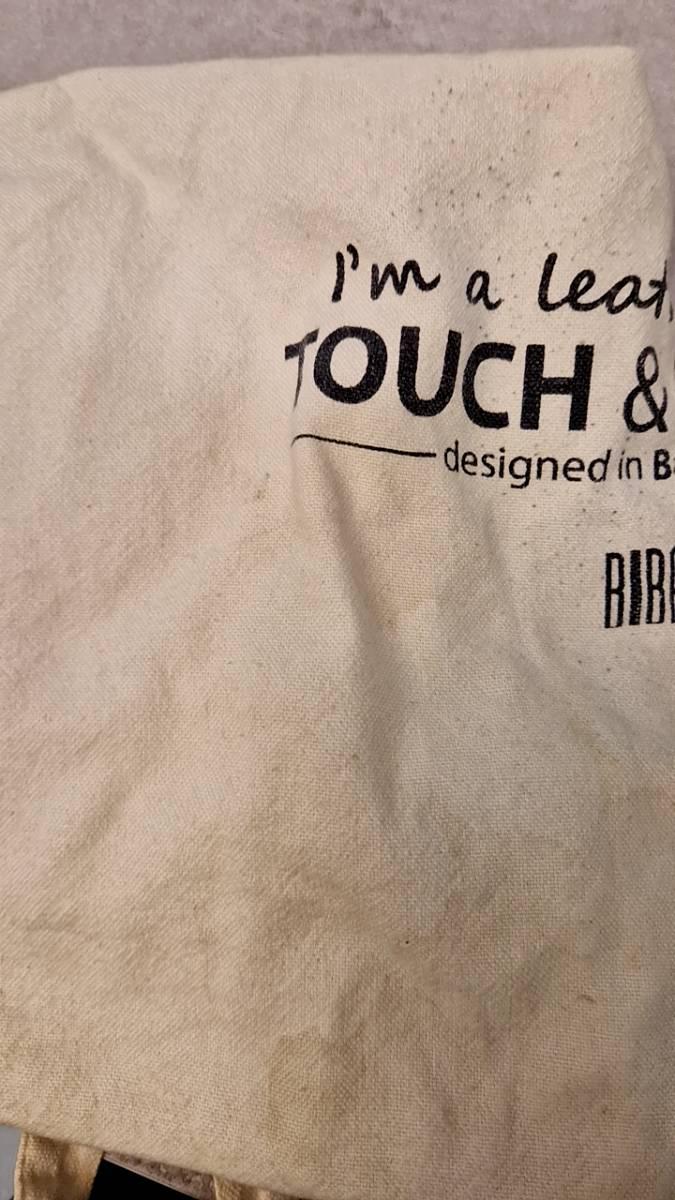 I'm a
TOUCH &
designed in